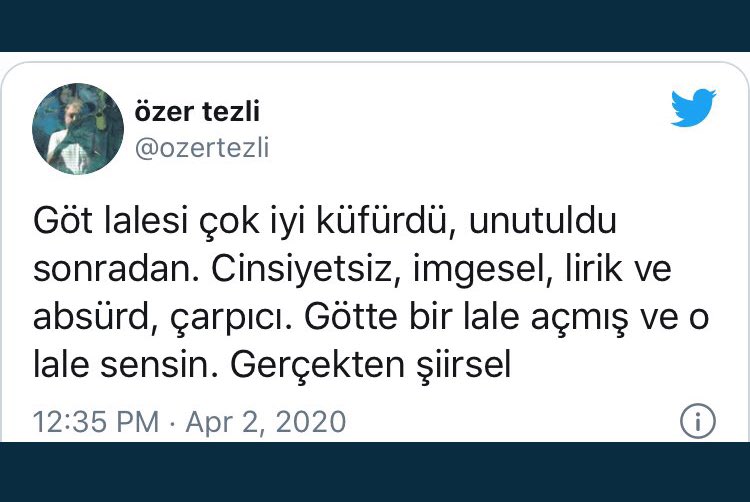 özer tezli
@ozertezli
Göt lalesi çok iyi küfürdü, unutuldu
sonradan. Cinsiyetsiz, imgesel, lirik ve
absürd, çarpıcı. Götte bir lale açmış ve o
lale sensin. Gerçekten şiirsel
12:35 PM · Apr 2, 2020